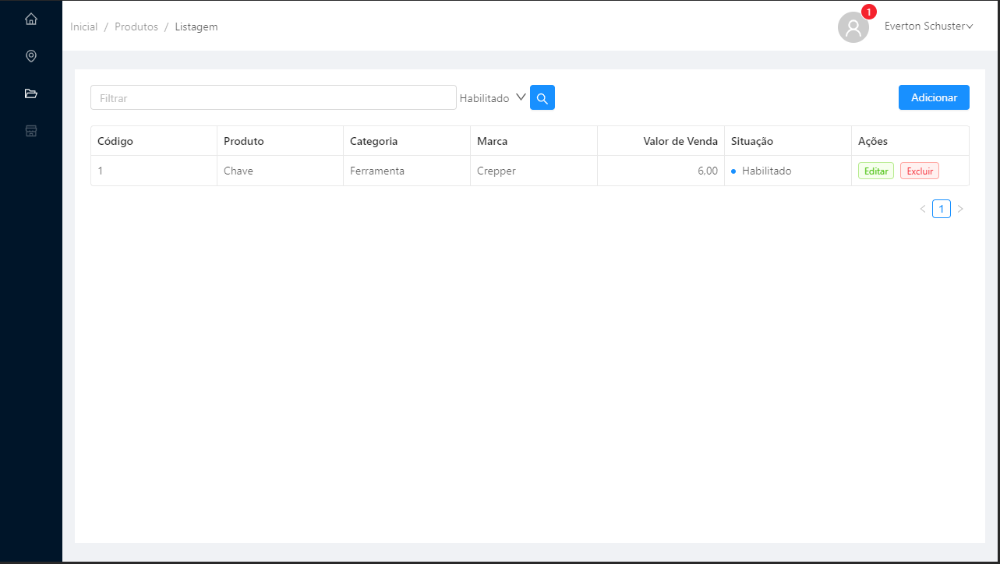 Inicial / Produtos / Listagem
1
Everton Schuster
Filtrar
Habilitado
Adicionar
Código Produto Categoria Marca Valor de Venda Situação Ações
1 Chave Ferramenta Crepper 6,00 Habilitado Editar Excluir
< 1 >